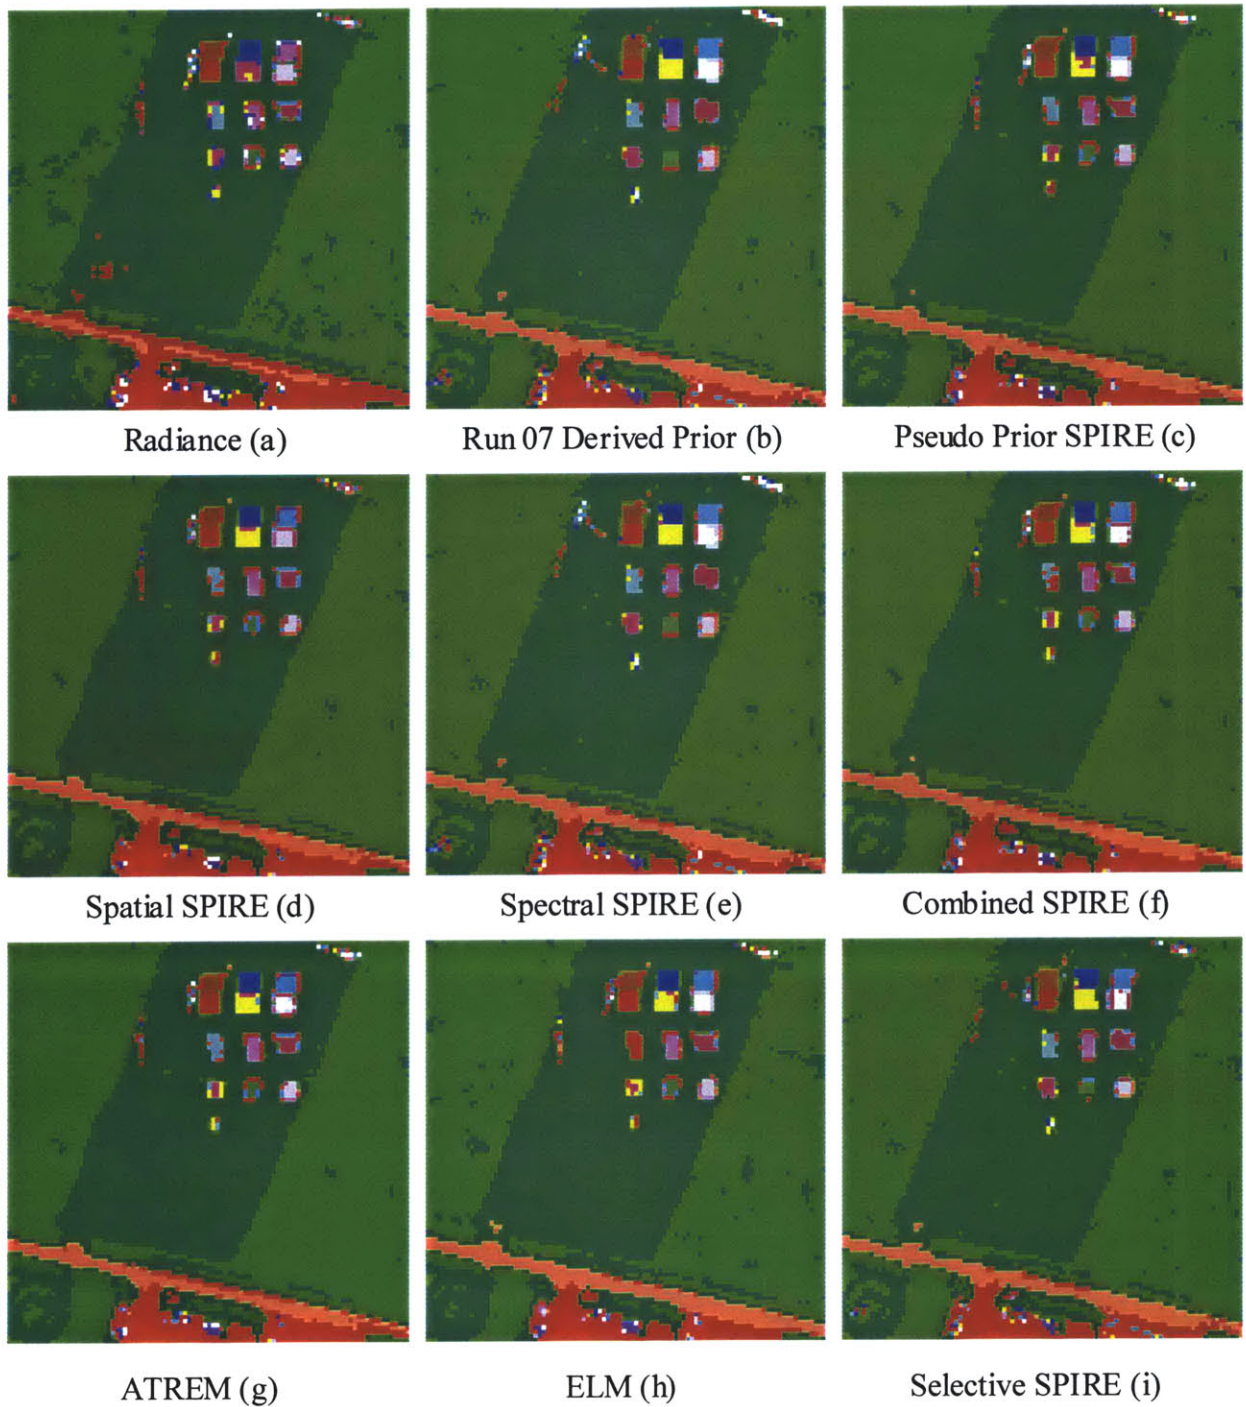 Radiance (a)
Run 07 Derived Prior (b)
Pseudo Prior SPIRE (c)
Spatial SPIRE (d)
Spectral SPIRE (e)
Combined SPIRE (f)
ATREM (g)
ELM (h)
Selective SPIRE (i)